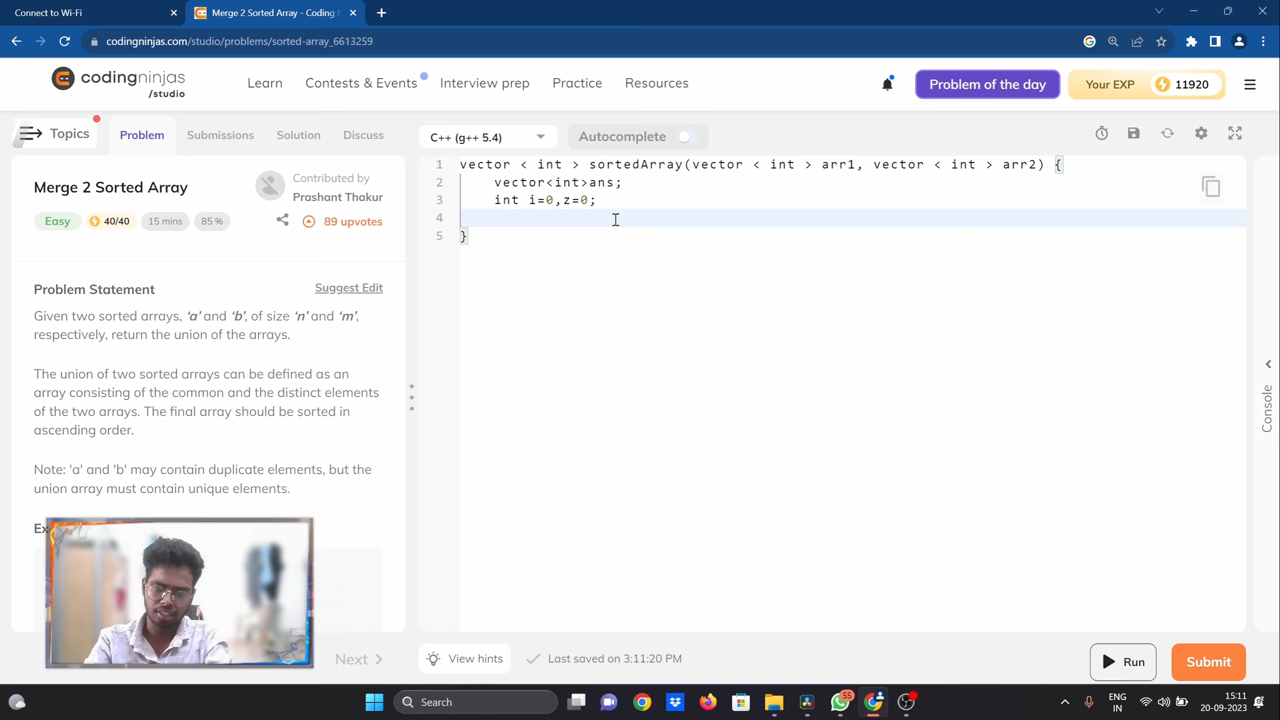 Connect to Wi-Fi
Merge 2 Sorted Array - Coding N
codingninjas.com/studio/problems/sorted-array_6613259
codingninjas
/studio
Learn
Contests & Events
Interview prep
Practice
Resources
Problem of the day
Your EXP
11920
Topics
Problem
Submissions
Solution
Discuss
C++ (g++ 5.4)
Autocomplete
Merge 2 Sorted Array
Contributed by
Prashant Thakur
Easy
40/40
15 mins
85 %
89 upvotes
Problem Statement
Suggest Edit
Given two sorted arrays, ‘a’ and ‘b’, of size ‘n’ and ‘m’,
respectively, return the union of the arrays.
The union of two sorted arrays can be defined as an
array consisting of the common and the distinct elements
of the two arrays. The final array should be sorted in
ascending order.
Note: 'a' and 'b' may contain duplicate elements, but the
union array must contain unique elements.
Next
1 vector < int > sortedArray(vector < int > arr1, vector < int > arr2) {
2 vector<int>ans;
3 int i=0,z=0;
4
5 }
Console
View hints
Last saved on 3:11:20 PM
Run
Submit
Search
55
ENG
IN
15:11
20-09-2023